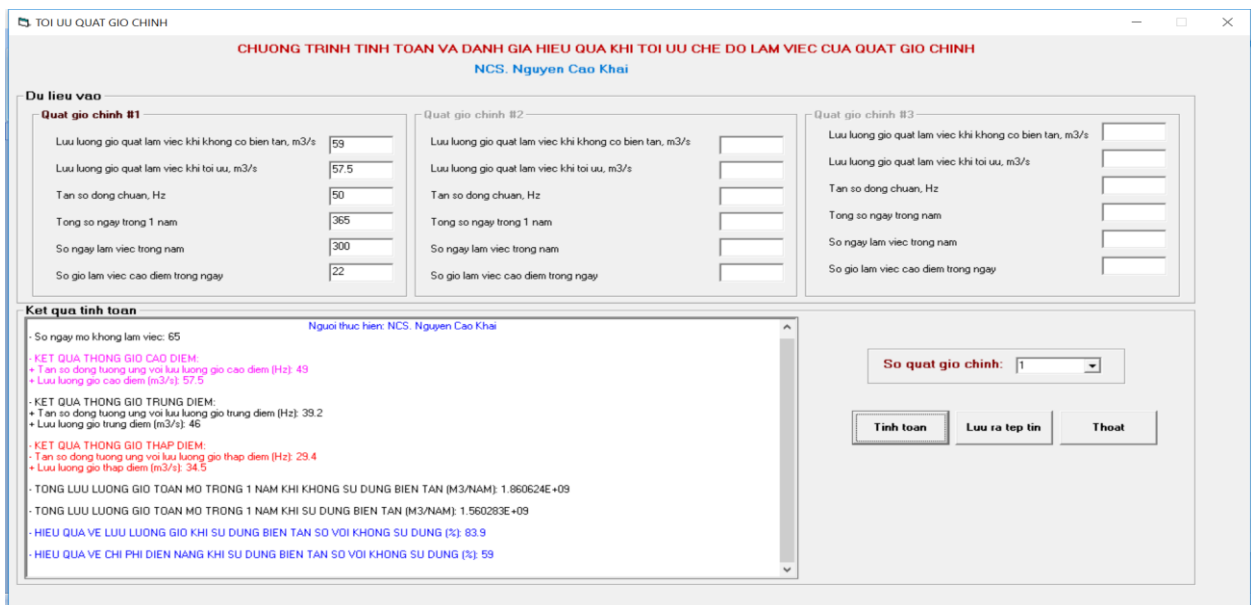 TOI UU QUAT GIO CHINH
CHUONG TRINH TINH TOAN VA DANH GIA HIEU QUA KHI TOI UU CHE DO LAM VIEC CUA QUAT GIO CHINH
NCS. Nguyen Cao Khai
Du lieu vao
Quat gio chinh #1
Luu luong gio quat lam viec khi khong co bien tan, m3/s 59
Luu luong gio quat lam viec khi toi uu, m3/s 57.5
Tan so dong chuan, Hz 50
Tong so ngay trong 1 nam 365
So ngay lam viec trong nam 300
So gio lam viec cao diem trong ngay 22
Quat gio chinh #2
Luu luong gio quat lam viec khi khong co bien tan, m3/s
Luu luong gio quat lam viec khi toi uu, m3/s
Tan so dong chuan, Hz
Tong so ngay trong 1 nam
So ngay lam viec trong nam
So gio lam viec cao diem trong ngay
Quat gio chinh #3
Luu luong gio quat lam viec khi khong co bien tan, m3/s
Luu luong gio quat lam viec khi toi uu, m3/s
Tan so dong chuan, Hz
Tong so ngay trong nam
So ngay lam viec trong nam
So gio lam viec cao diem trong ngay
Ket qua tinh toan
Nguoi thuc hien: NCS. Nguyen Cao Khai
- So ngay mo khong lam viec: 65
- KET QUA THONG GIO CAO DIEM:
+ Tan so dong tuong ung voi luu luong gio cao diem (Hz): 49
+ Luu luong gio cao diem (m3/s): 57.5
- KET QUA THONG GIO TRUNG DIEM:
+ Tan so dong tuong ung voi luu luong gio trung diem (Hz): 39.2
+ Luu luong gio trung diem (m3/s): 46
- KET QUA THONG GIO THAP DIEM:
- Tan so dong tuong ung voi luu luong gio thap diem (Hz): 29.4
+ Luu luong gio thap diem (m3/s): 34.5
- TONG LUU LUONG GIO TOAN MO TRONG 1 NAM KHI KHONG SU DUNG BIEN TAN (M3/NAM): 1.860624E+09
- TONG LUU LUONG GIO TOAN MO TRONG 1 NAM KHI SU DUNG BIEN TAN (M3/NAM): 1.560283E+09
- HIEU QUA VE LUU LUONG GIO KHI SU DUNG BIEN TAN SO VOI KHONG SU DUNG (%): 83.9
- HIEU QUA VE CHI PHI DIEN NANG KHI SU DUNG BIEN TAN SO VOI KHONG SU DUNG (%): 59
So quat gio chinh: 1
Tinh toan
Luu ra tep tin
Thoat